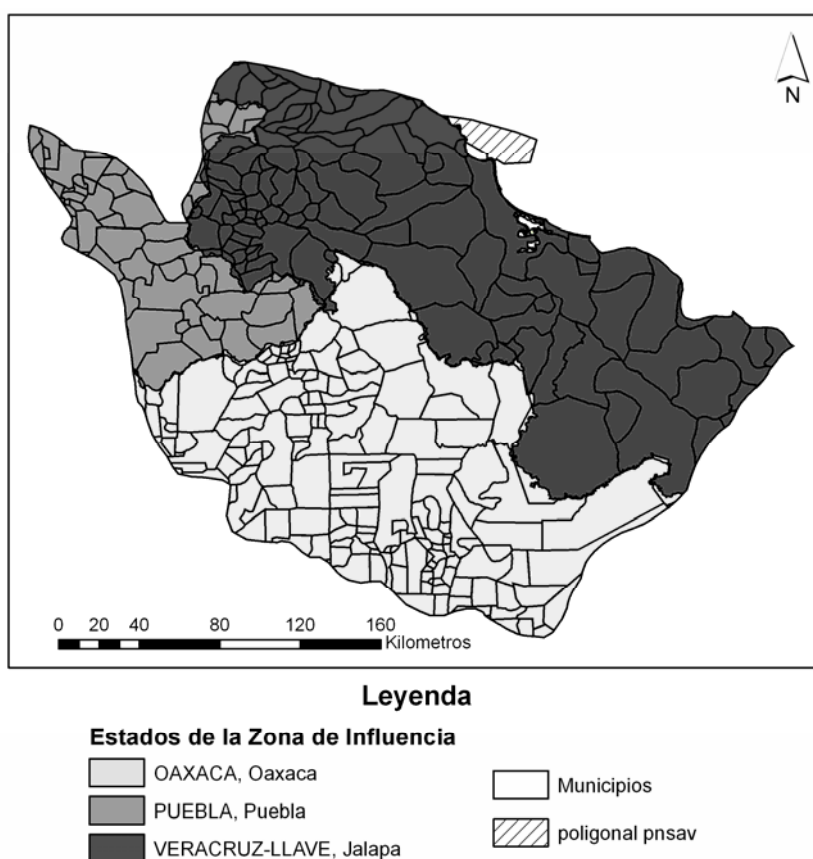 N
0 20 40 80 120 160
Kilometros
Leyenda
Estados de la Zona de Influencia
OAXACA, Oaxaca
PUEBLA, Puebla
VERACRUZ-LLAVE, Jalapa
Municipios
poligonal pnsav